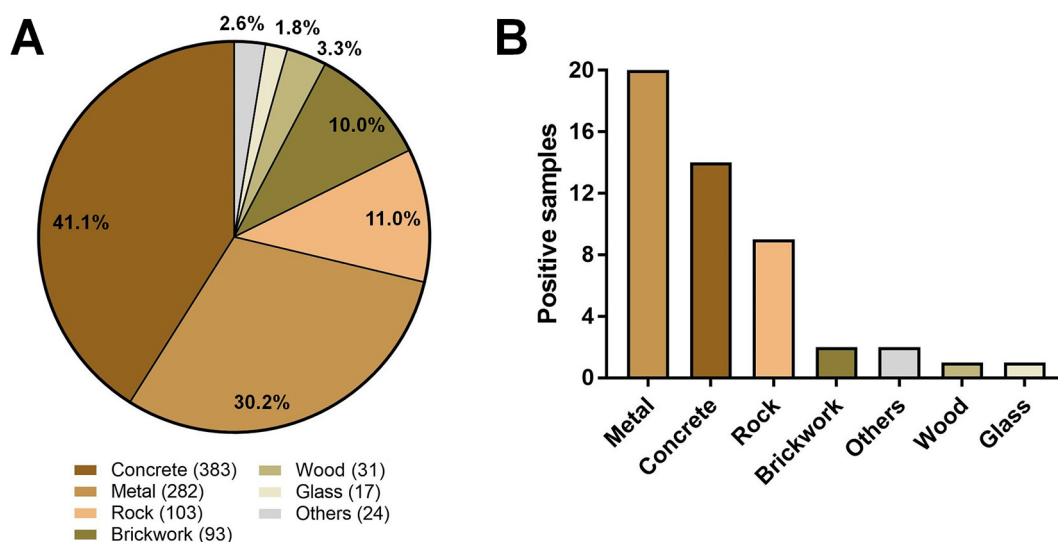 A
2.6%
1.8%
3.3%
10.0%
11.0%
41.1%
30.2%
Concrete (383)
Metal (282)
Rock (103)
Brickwork (93)
Wood (31)
Glass (17)
Others (24)
B
Positive samples
20
16
12
8
4
0
Metal
Concrete
Rock
Brickwork
Others
Wood
Glass